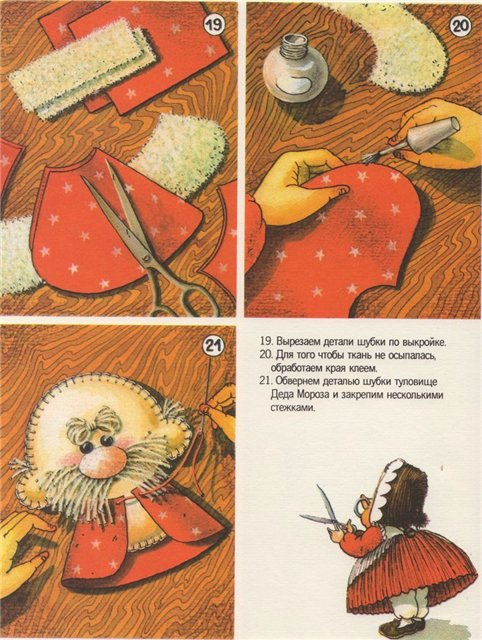 19
20
21
19. Вырезаем детали шубки по выкройке.
20. Для того чтобы ткань не осыпалась,
обработаем края клеем.
21. Обвернем деталью шубки туловище
Деда Мороза и закрепим несколькими
стежками.